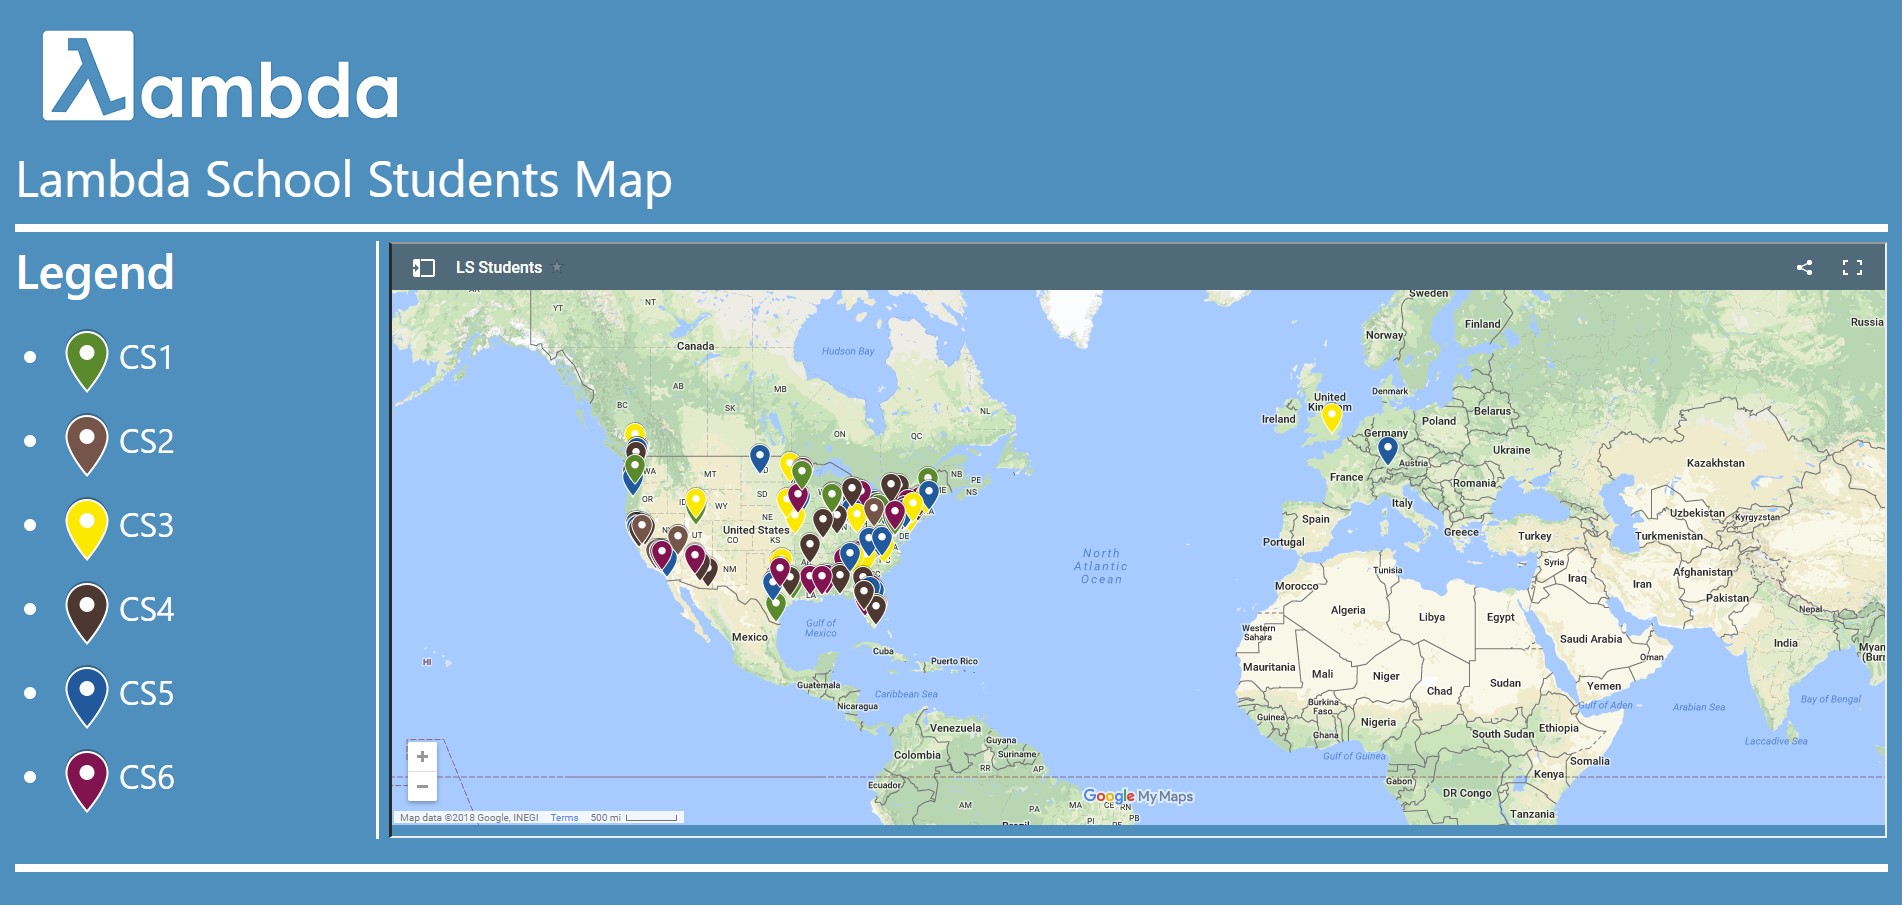 λambda
Lambda School Students Map
Legend
CS1
CS2
CS3
CS4
CS5
CS6
LS Students
YT
NT
Canada
Hudson Bay
AB
MB
BC
SK
NL
ON
QC
WA
MT
NB
PE
NS
ME
OR
ID
SD
WY
NE
United States
UT
CO
KS
DE
NM
LA
Gulf of
Mexico
Mexico
HI
Cuba
Puerto Rico
Guatemala
Caribbean Sea
Nicaragua
Venezuela
Guyana
Suriname
Colombia
RR
AP
Ecuador
AM
PA
MA
CE
RN
PI
PE
PB
Brazil
North
Atlantic
Ocean
Sweden
Finland
Russia
Norway
Denmark
United
Kingdom
Ireland
Belarus
Poland
Germany
Ukraine
Austria
France
Romania
Kazakhstan
Italy
Spain
Uzbekistan
Kyrgyzstan
Portugal
Greece
Turkey
Turkmenistan
Syria
Tunisia
Afghanistan
Iraq
Iran
Morocco
Pakistan
Algeria
Libya
Egypt
Nepal
Western
Sahara
Saudi Arabia
India
Myan
(Bur
Oman
Mauritania
Mali
Niger
Chad
Sudan
Yemen
Burkina
Faso
Gulf of Aden
Arabian Sea
Bay of Bengal
Guinea
Nigeria
Ghana
South Sudan
Ethiopia
Laccadive Sea
Gulf of Guinea
Somalia
Gabon
Kenya
DR Congo
Tanzania
+
−
Google My Maps
Map data ©2018 Google, INEGI Terms 500 mi